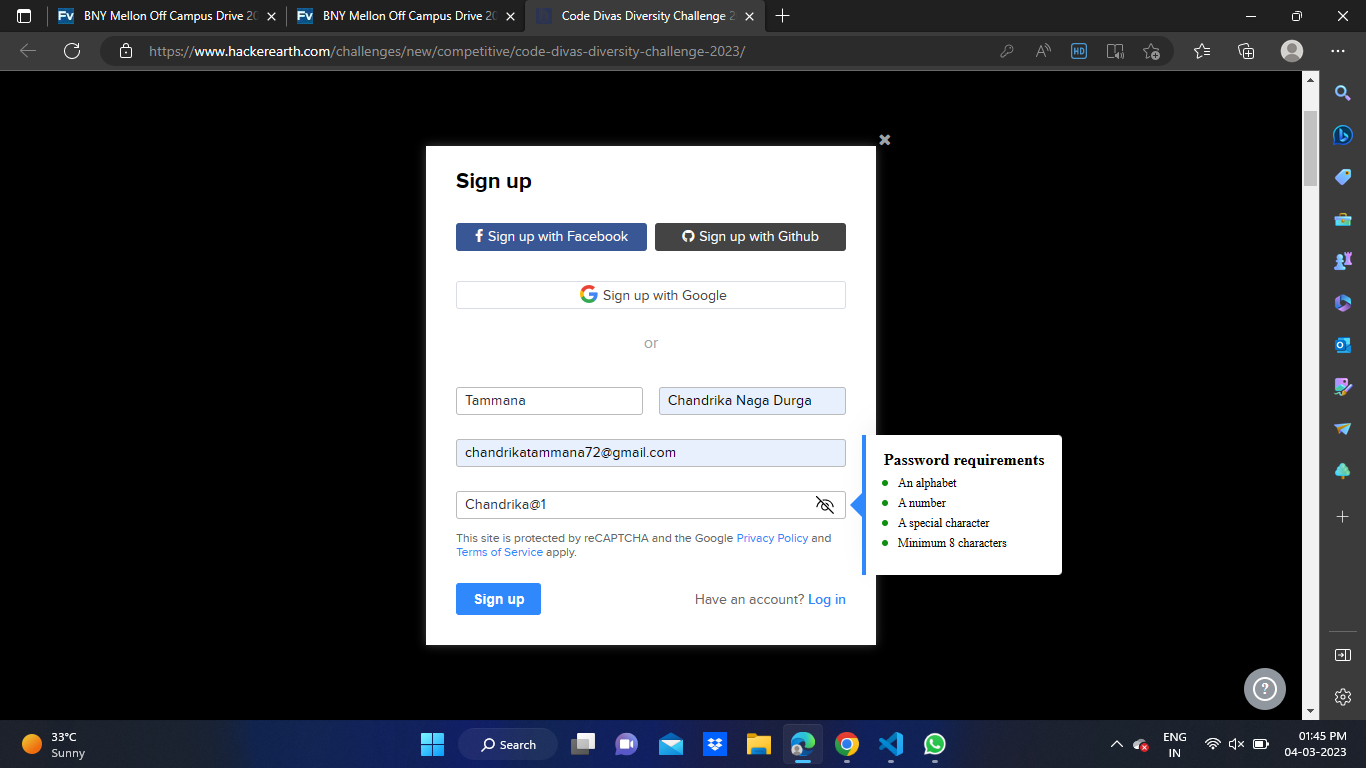 BNY Mellon Off Campus Drive 20
BNY Mellon Off Campus Drive 20
Code Divas Diversity Challenge 2
https://www.hackerearth.com/challenges/new/competitive/code-divas-diversity-challenge-2023/
HD
Sign up
Sign up with Facebook
Sign up with Github
Sign up with Google
or
Tammana
Chandrika Naga Durga
chandrikatammana72@gmail.com
Chandrika@1
Password requirements
An alphabet
A number
A special character
Minimum 8 characters
This site is protected by reCAPTCHA and the Google Privacy Policy and
Terms of Service apply.
Sign up
Have an account? Log in
?
33°C
Sunny
Search
ENG
IN
01:45 PM
04-03-2023